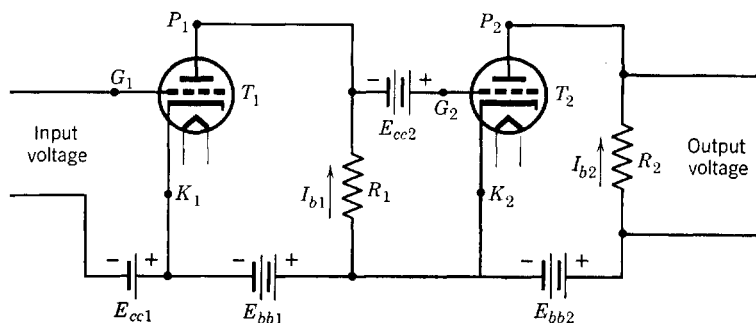 P1
P2
G1
T1
- +
Ecc2
G2
T2
Input
voltage
K1
Ib1
R1
K2
Ib2
R2
Output
voltage
- +
Ecc1
- +
Ebb1
- +
Ebb2